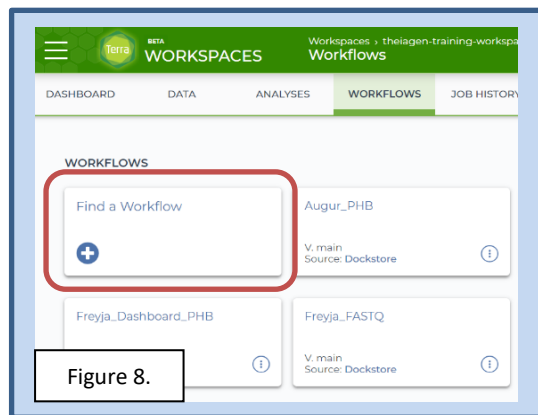 Terra
BETA
WORKSPACES
Workspaces › theiagen-training-workspa
Workflows
DASHBOARD DATA ANALYSES WORKFLOWS JOB HISTORY
WORKFLOWS
Find a Workflow
Augur_PHB
V. main
Source: Dockstore
Freyja_Dashboard_PHB
Freyja_FASTQ
V. main
Source: Dockstore
Figure 8.